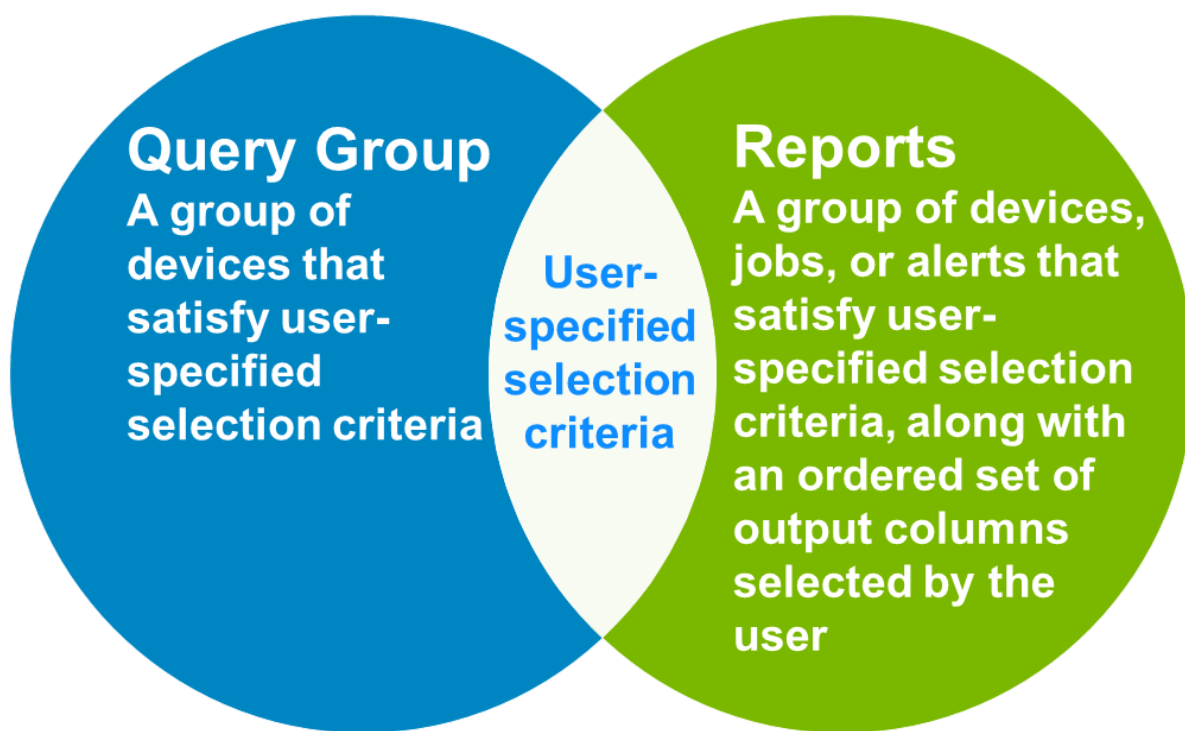 Query Group
A group of
devices that
satisfy user-
specified
selection criteria
User-
specified
selection
criteria
Reports
A group of devices,
jobs, or alerts that
satisfy user-
specified selection
criteria, along with
an ordered set of
output columns
selected by the
user